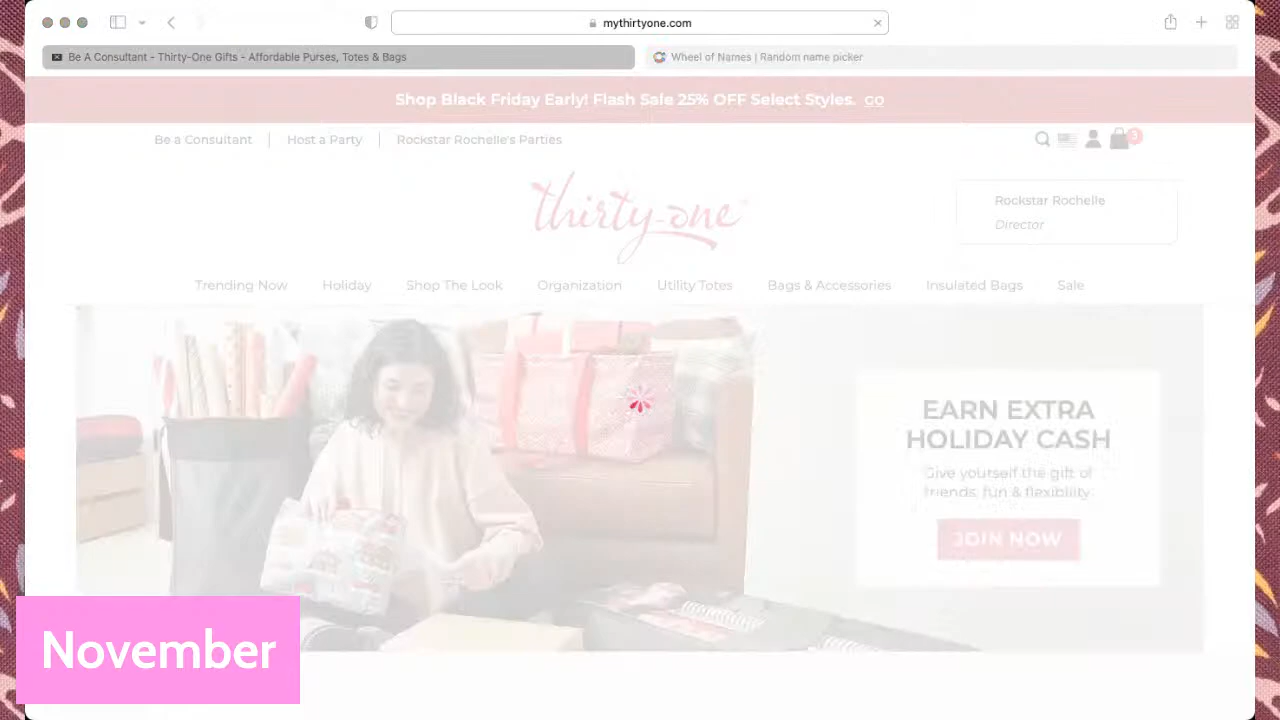 mythirtyone.com
Be A Consultant - Thirty-One Gifts - Affordable Purses, Totes & Bags
Wheel of Names | Random name picker
Shop Black Friday Early! Flash Sale 25% OFF Select Styles. GO
Be a Consultant
Host a Party
Rockstar Rochelle's Parties
3
thirty-one
Rockstar Rochelle
Director
Trending Now
Holiday
Shop The Look
Organization
Utility Totes
Bags & Accessories
Insulated Bags
Sale
EARN EXTRA
HOLIDAY CASH
Give yourself the gift of
friends, fun & flexibility.
JOIN NOW
November